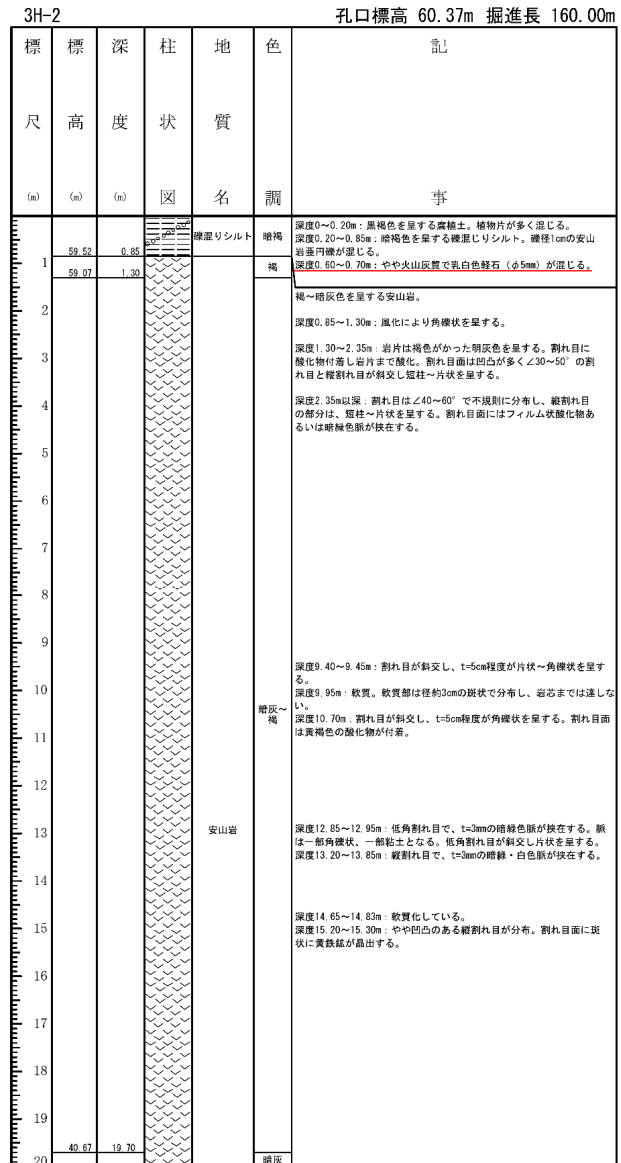 3H-2
孔口標高 60.37m 掘進長 160.00m
標尺(m)
標高(m)
深度(m)
柱状図
地質名
色調
記事
59.52 0.85
礫混りシルト
暗褐
深度0～0.20m：黒褐色を呈する腐植土。植物片が多く混じる。
深度0.20～0.85m：暗褐色を呈する礫混じりシルト。礫径1cmの安山
岩亜円礫が混じる。
深度0.60～0.70m：やや火山灰質で乳白色軽石（φ5mm）が混じる。
1
59.07 1.30
褐
褐～暗灰色を呈する安山岩。
2
深度0.85～1.30m：風化により角礫状を呈する。
3
深度1.30～2.35m：岩片は褐色がかった明灰色を呈する。割れ目に
酸化物付着し岩片まで酸化。割れ目面は凹凸が多く∠30～50°の割
れ目と縦割れ目が斜交し短柱～片状を呈する。
4
深度2.35m以深：割れ目は∠40～60°で不規則に分布し、縦割れ目
の部分は、短柱～片状を呈する。割れ目面にはフィルム状酸化物あ
るいは暗緑色脈が挟在する。
5
6
7
8
9
深度9.40～9.45m：割れ目が斜交し、t=5cm程度が片状～角礫状を呈す
る。
10
深度9.95m：軟質。軟質部は径約3cmの斑状で分布し、岩芯までは達しな
い。
暗灰～
褐
深度10.70m：割れ目が斜交し、t=5cm程度が角礫状を呈する。割れ目面
は黄褐色の酸化物が付着。
11
12
13
安山岩
深度12.85～12.95m：低角割れ目で、t=3mmの暗緑色脈が挟在する。脈
は一部角礫状、一部粘土となる。低角割れ目が斜交し片状を呈する。
深度13.20～13.85m：縦割れ目で、t=3mmの暗緑・白色脈が挟在する。
14
深度14.65～14.83m：軟質化している。
15
深度15.20～15.30m：やや凹凸のある縦割れ目が分布。割れ目面に斑
状に黄鉄鉱が晶出する。
16
17
18
19
40.67 19.70
20
暗灰